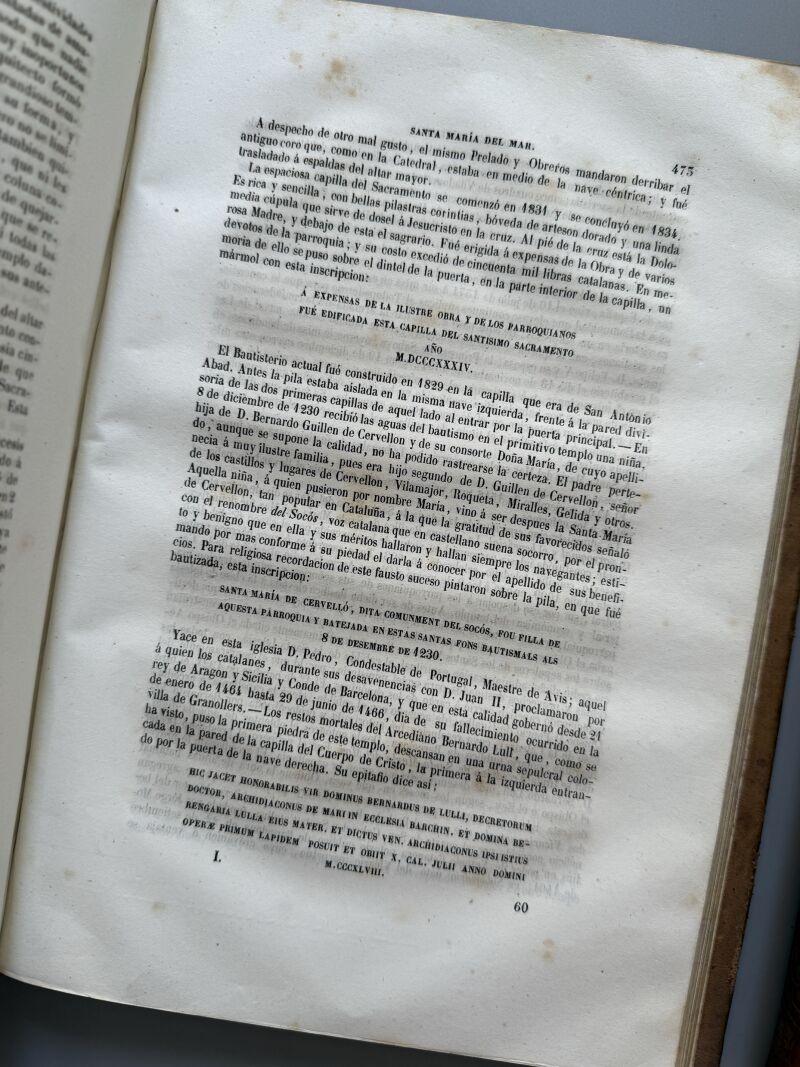 SANTA MARÍA DEL MAR.
473
A despecho de otro mal gusto, el mismo Prelado y Obreros mandaron derribar el
antiguo coro que, como en la Catedral, estaba en medio de la nave céntrica; y fué
trasladado á espaldas del altar mayor.
La espaciosa capilla del Sacramento se comenzó en 1831 y se concluyó en 1834.
Es rica y sencilla, con bellas pilastras corintias, bóveda de arteson dorado y una linda
media cúpula que sirve de dosel á Jesucristo en la cruz. Al pié de la cruz está la Dolo-
rosa Madre, y debajo de esta el sagrario. Fué erigida á expensas de la Obra y de varios
devotos de la parroquia; y su costo excedió de cincuenta mil libras catalanas. En me-
moria de ello se puso sobre el dintel de la puerta, en la parte interior de la capilla, un
mármol con esta inscripcion:
Á EXPENSAS DE LA ILUSTRE OBRA Y DE LOS PARROQUIANOS
FUÉ EDIFICADA ESTA CAPILLA DEL SANTISIMO SACRAMENTO
AÑO
M.DCCCXXXIV.
El Bautisterio actual fué construido en 1829 en la capilla que era de San Antonio
Abad. Antes la pila estaba aislada en la misma nave izquierda, frente á la pared divi-
soria de las dos primeras capillas de aquel lado al entrar por la puerta principal.—En
8 de diciembre de 1230 recibió las aguas del bautismo en el primitivo templo una niña,
hija de D. Bernardo Guillen de Cervellon y de su consorte Doña María, de cuyo apelli-
do, aunque se supone la calidad, no ha podido rastrearse la certeza. El padre perte-
necia á muy ilustre familia, pues era hijo segundo de D. Guillen de Cervellon, señor
de los castillos y lugares de Cervellon, Vilamajor, Roqueta, Miralles, Gelida y otros.
Aquella niña, á quien pusieron por nombre María, vino á ser despues la Santa María
de Cervellon, tan popular en Cataluña, á la que la gratitud de sus favorecidos señaló
con el renombre del Socós, voz catalana que en castellano suena socorro, por el pron-
to y benigno que en ella y sus méritos hallaron y hallan siempre los navegantes; esti-
mando por mas conforme á su piedad el darla á conocer por el apellido de sus benefi-
cios. Para religiosa recordacion de este fausto suceso pintaron sobre la pila, en que fué
bautizada, esta inscripcion:
SANTA MARÍA DE CERVELLÓ, DITA COMUNMENT DEL SOCÓS, FOU FILLA DE
AQUESTA PARROQUIA Y BATEJADA EN ESTAS SANTAS FONS BAUTISMALS ALS
8 DE DESEMBRE DE 1230.
Yace en esta iglesia D. Pedro, Condestable de Portugal, Maestre de Avis; aquel
á quien los catalanes, durante sus desavenencias con D. Juan II, proclamaron por
rey de Aragon y Sicilia y Conde de Barcelona, y que en esta calidad gobernó desde 21
de enero de 1464 hasta 29 de junio de 1466, dia de su fallecimiento ocurrido en la
villa de Granollers.—Los restos mortales del Arcediano Bernardo Lull, que, como se
ha visto, puso la primera piedra de este templo, descansan en una urna sepulcral colo-
cada en la pared de la capilla del Cuerpo de Cristo, la primera á la izquierda entran-
do por la puerta de la nave derecha. Su epitafio dice así:
HIC JACET HONORABILIS VIR DOMINUS BERNARDUS DE LULLI, DECRETORUM
DOCTOR, ARCHIDIACONUS DE MARI IN ECCLESIA BARCHIN. ET DOMINA BE-
RENGARIA LULLA EIUS MATER. ET DICTUS VEN. ARCHIDIACONUS IPSI ISTIUS
OPERÆ PRIMUM LAPIDEM POSUIT ET OBIIT X. CAL. JULII ANNO DOMINI
M.CCCXLVIII.
I.
60